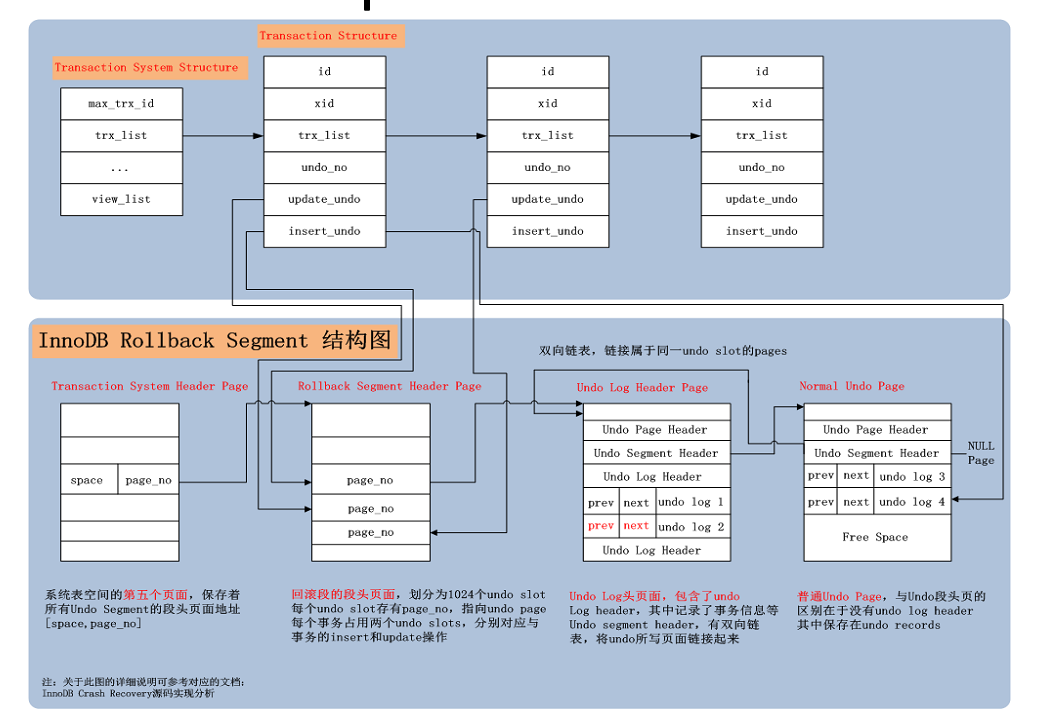 Transaction Structure
Transaction System Structure
max_trx_id
trx_list
...
view_list
id
xid
trx_list
undo_no
update_undo
insert_undo
id
xid
trx_list
undo_no
update_undo
insert_undo
id
xid
trx_list
undo_no
update_undo
insert_undo
InnoDB Rollback Segment 结构图
双向链表，链接属于同一undo slot的pages
Transaction System Header Page
space
page_no
Rollback Segment Header Page
page_no
page_no
page_no
Undo Log Header Page
Undo Page Header
Undo Segment Header
Undo Log Header
prev next undo log 1
prev next undo log 2
Undo Log Header
Normal Undo Page
Undo Page Header
Undo Segment Header
prev next undo log 3
prev next undo log 4
Free Space
NULL
Page
系统表空间的第五个页面，保存着
所有Undo Segment的段头页面地址
[space,page_no]
回滚段的段头页面，划分为1024个undo slot
每个undo slot存有page_no，指向undo page
每个事务占用两个undo slots，分别对应与
事务的insert和update操作
Undo Log头页面，包含了undo
Log header，其中记录了事务信息等
Undo segment header，有双向链
表，将undo所写页面链接起来
普通Undo Page，与Undo段头页的
区别在于没有undo log header
其中保存在undo records
注：关于此图的详细说明可参考对应的文档：
InnoDB Crash Recovery源码实现分析